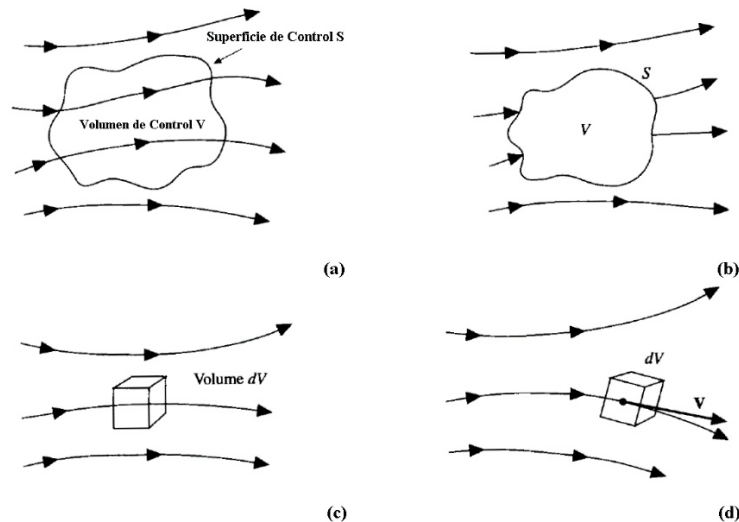 Superficie de Control S
Volumen de Control V
(a)
S
V
(b)
Volume dV
(c)
dV
V
(d)